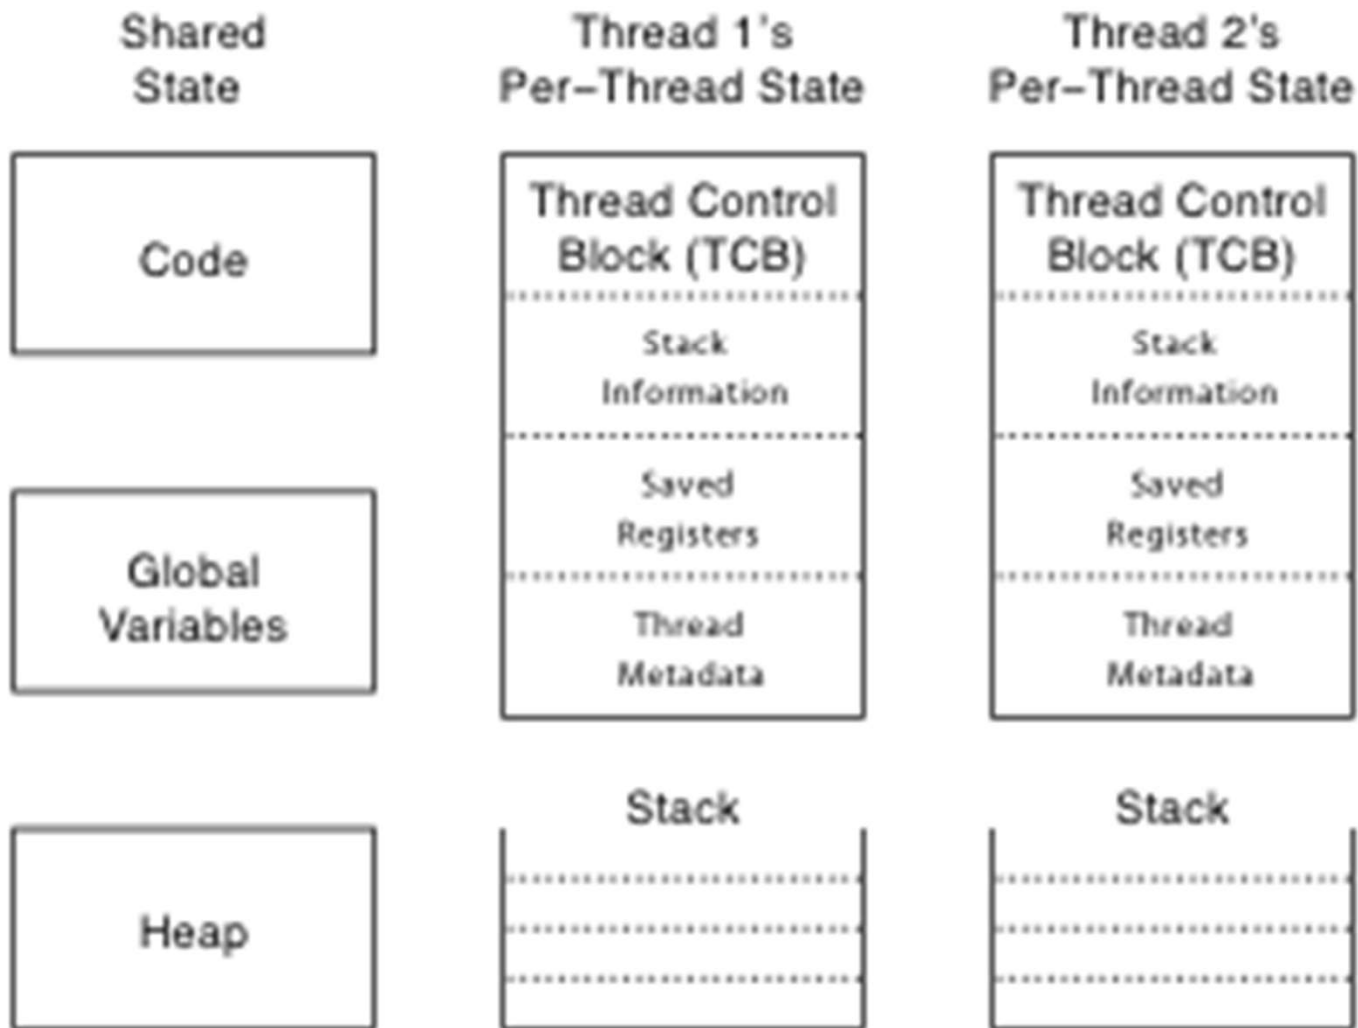 Shared
State
Code
Global
Variables
Heap
Thread 1's
Per-Thread State
Thread Control
Block (TCB)
Stack
Information
Saved
Registers
Thread
Metadata
Stack
Thread 2's
Per-Thread State
Thread Control
Block (TCB)
Stack
Information
Saved
Registers
Thread
Metadata
Stack